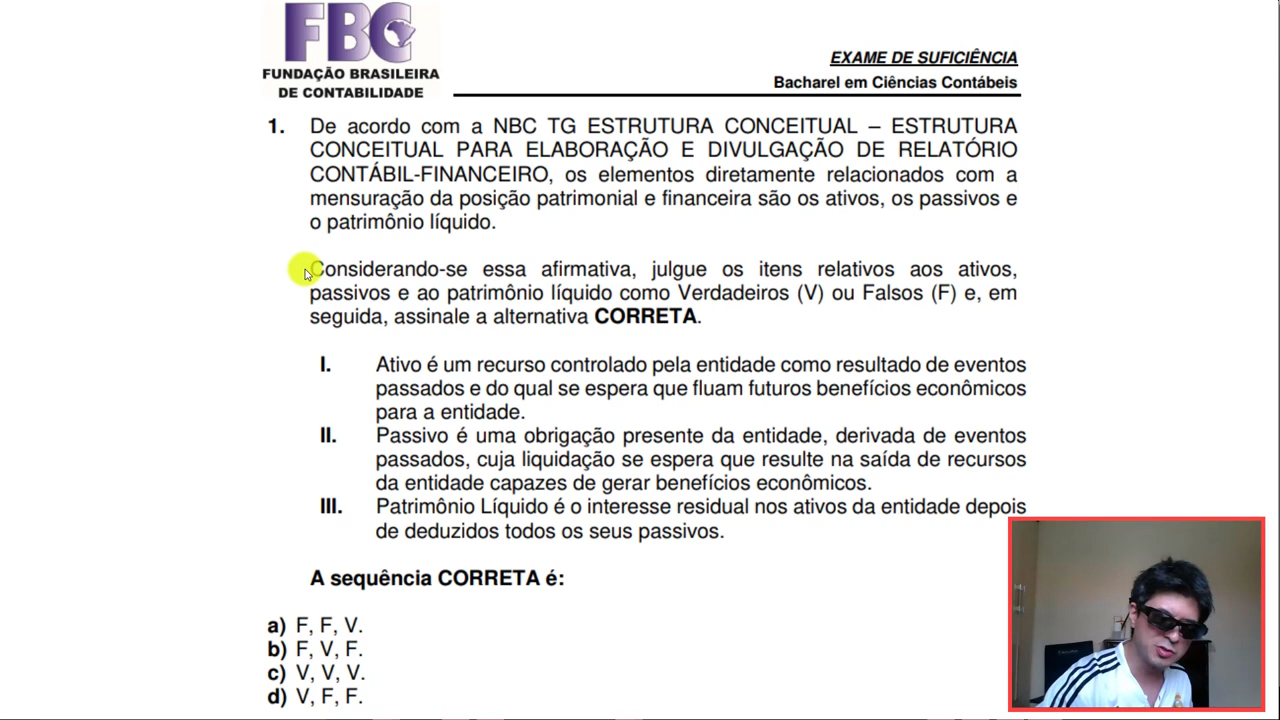 FBC
FUNDAÇÃO BRASILEIRA
DE CONTABILIDADE
EXAME DE SUFICIÊNCIA
Bacharel em Ciências Contábeis
1. De acordo com a NBC TG ESTRUTURA CONCEITUAL – ESTRUTURA
CONCEITUAL PARA ELABORAÇÃO E DIVULGAÇÃO DE RELATÓRIO
CONTÁBIL-FINANCEIRO, os elementos diretamente relacionados com a
mensuração da posição patrimonial e financeira são os ativos, os passivos e
o patrimônio líquido.
Considerando-se essa afirmativa, julgue os itens relativos aos ativos,
passivos e ao patrimônio líquido como Verdadeiros (V) ou Falsos (F) e, em
seguida, assinale a alternativa CORRETA.
I. Ativo é um recurso controlado pela entidade como resultado de eventos
passados e do qual se espera que fluam futuros benefícios econômicos
para a entidade.
II. Passivo é uma obrigação presente da entidade, derivada de eventos
passados, cuja liquidação se espera que resulte na saída de recursos
da entidade capazes de gerar benefícios econômicos.
III. Patrimônio Líquido é o interesse residual nos ativos da entidade depois
de deduzidos todos os seus passivos.
A sequência CORRETA é:
a) F, F, V.
b) F, V, F.
c) V, V, V.
d) V, F, F.